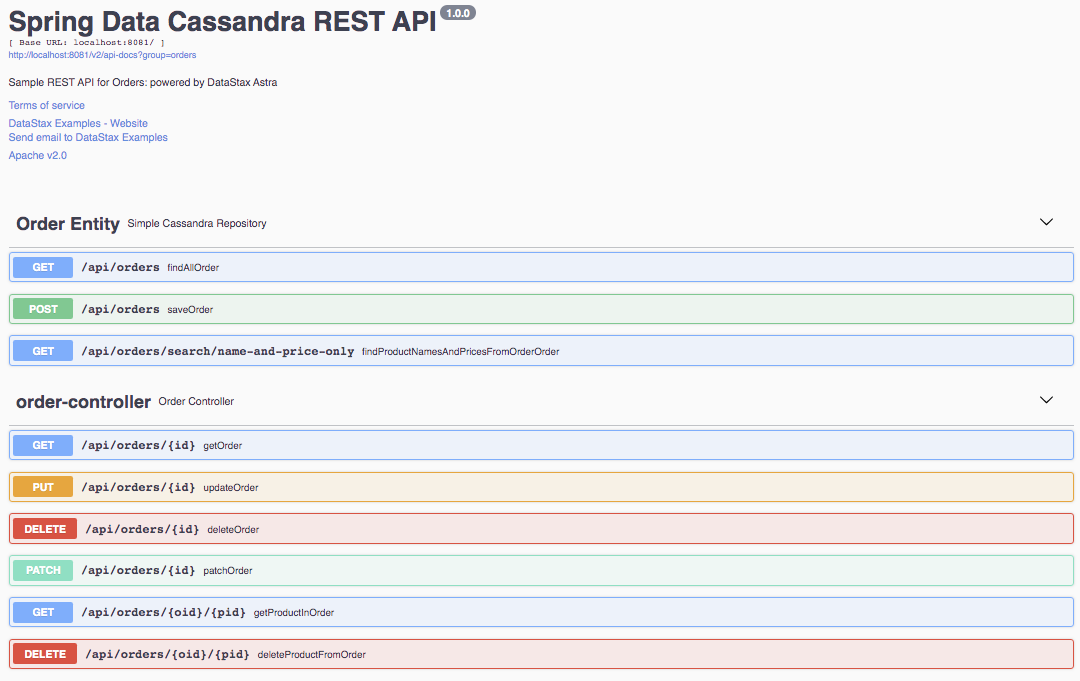 Spring Data Cassandra REST API 1.0.0
[ Base URL: localhost:8081/ ]
http://localhost:8081/v2/api-docs?group=orders
Sample REST API for Orders: powered by DataStax Astra
Terms of service
DataStax Examples - Website
Send email to DataStax Examples
Apache v2.0
Order Entity Simple Cassandra Repository
GET /api/orders findAllOrder
POST /api/orders saveOrder
GET /api/orders/search/name-and-price-only findProductNamesAndPricesFromOrderOrder
order-controller Order Controller
GET /api/orders/{id} getOrder
PUT /api/orders/{id} updateOrder
DELETE /api/orders/{id} deleteOrder
PATCH /api/orders/{id} patchOrder
GET /api/orders/{oid}/{pid} getProductInOrder
DELETE /api/orders/{oid}/{pid} deleteProductFromOrder